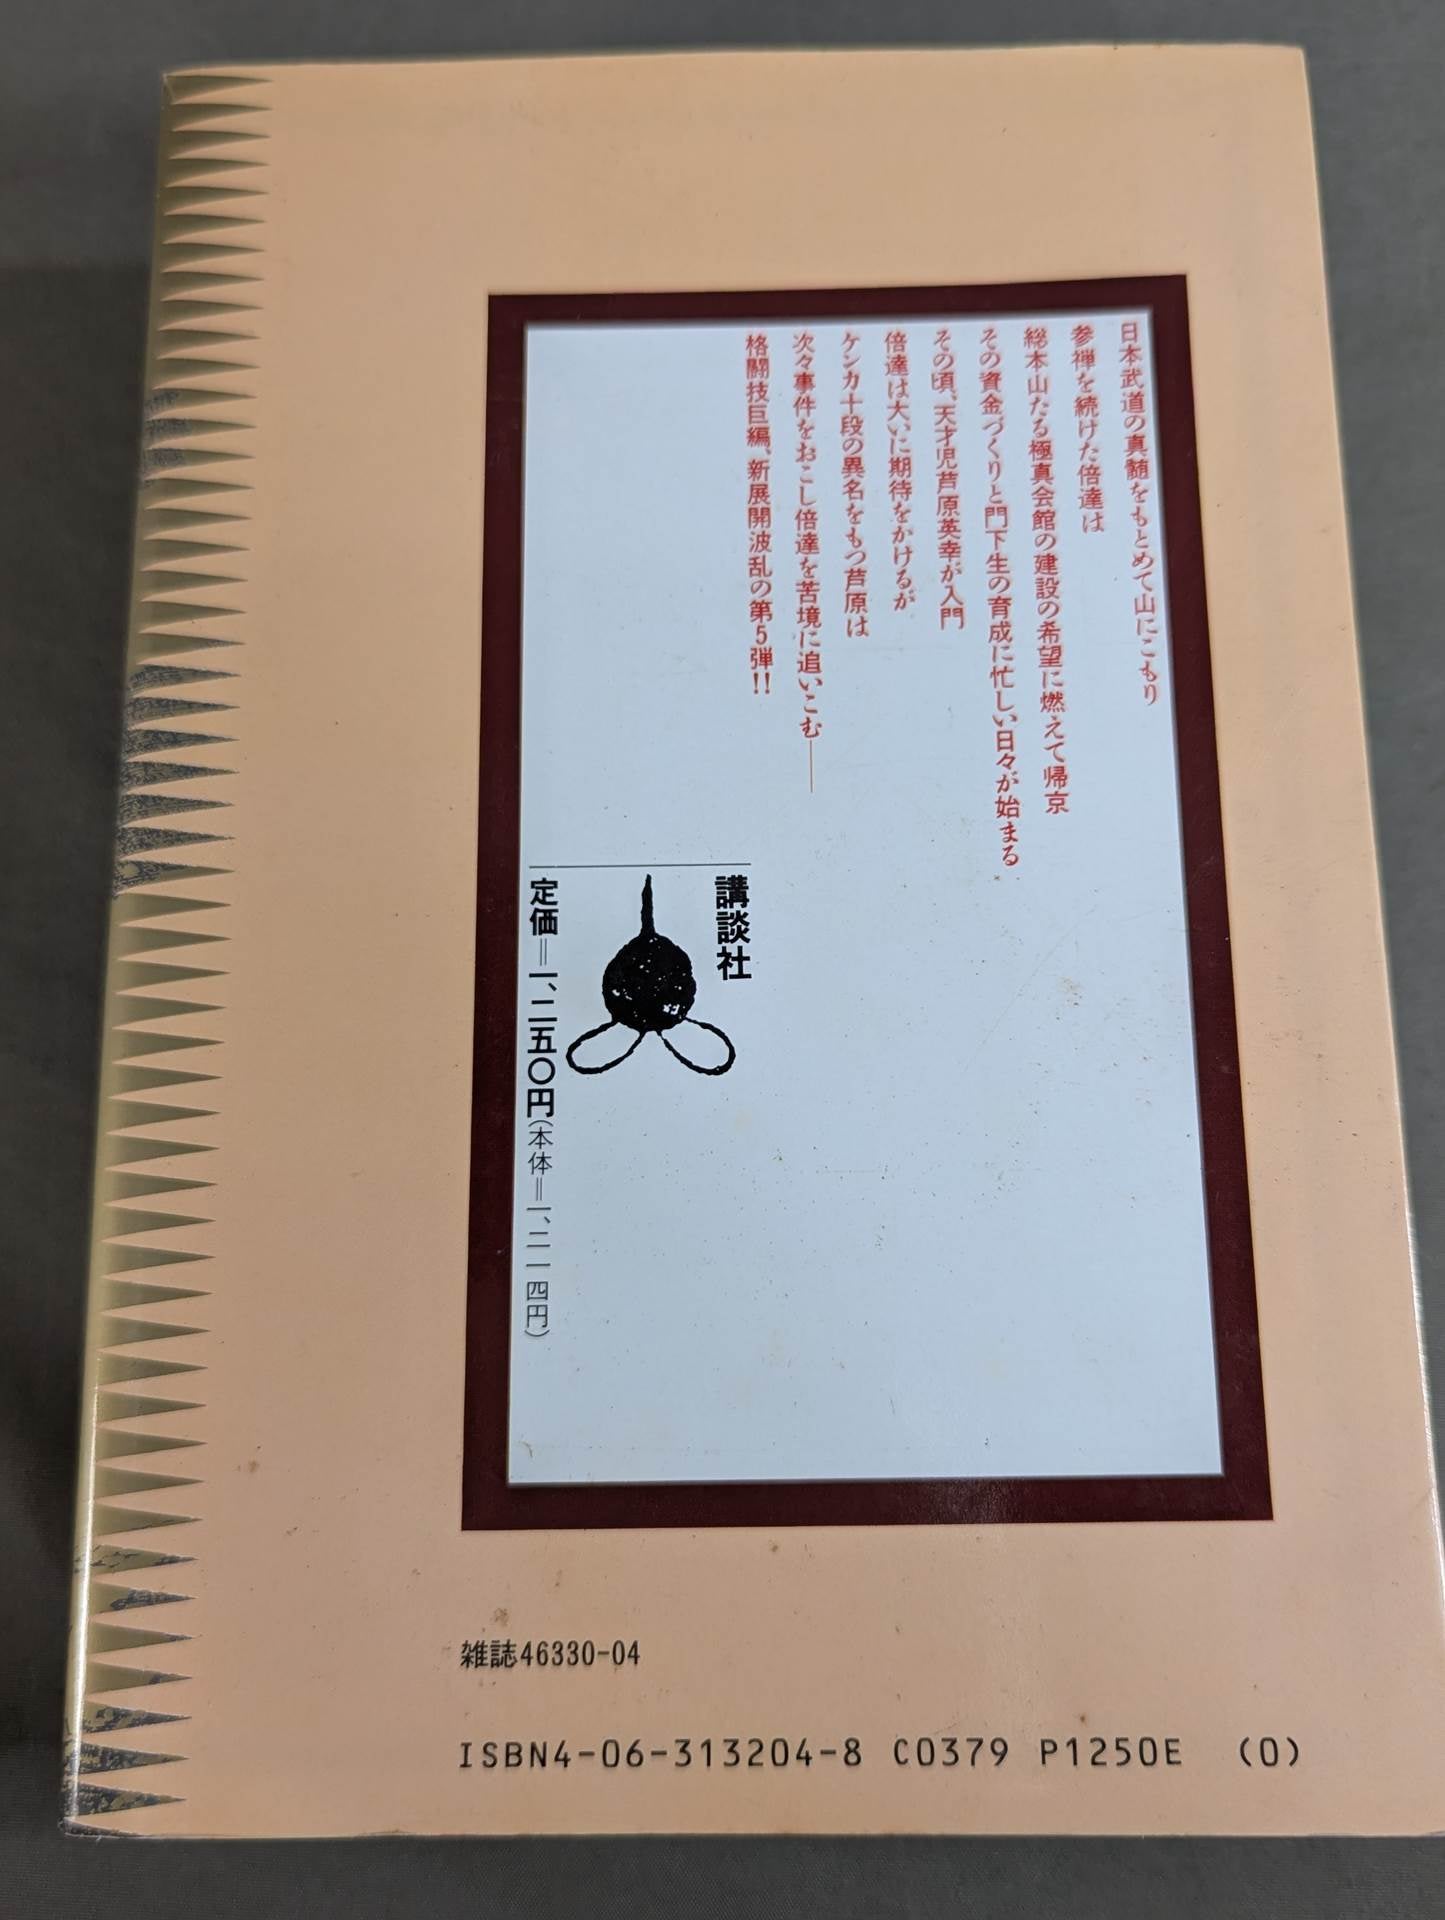 日本武道の真髄をもとめて山にこもり
参禅を続けた倍達は
総本山たる極真会館の建設の希望に燃えて帰京
その資金づくりと門下生の育成に忙しい日々が始まる
その頃、天才児芦原英幸が入門
倍達は大いに期待をかけるが
ケンカ十段の異名をもつ芦原は
次々事件をおこし倍達を苦境に追いこむ——
格闘技巨編、新展開波乱の第5弾!!
講談社
定価=一、二五〇円(本体=一、二一四円)
雑誌46330-04
ISBN4-06-313204-8 C0379 P1250E (0)